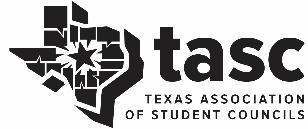 tasc
TEXAS ASSOCIATION
OF STUDENT COUNCILS